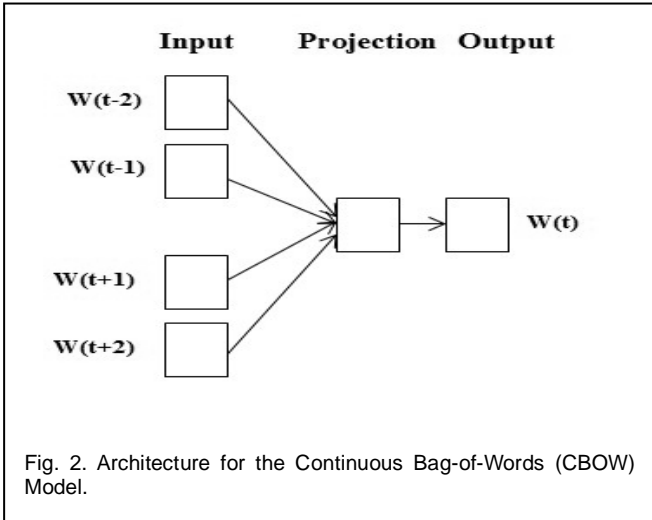 Input Projection Output
W(t-2)
W(t-1)
W(t)
W(t+1)
W(t+2)
Fig. 2. Architecture for the Continuous Bag-of-Words (CBOW)
Model.